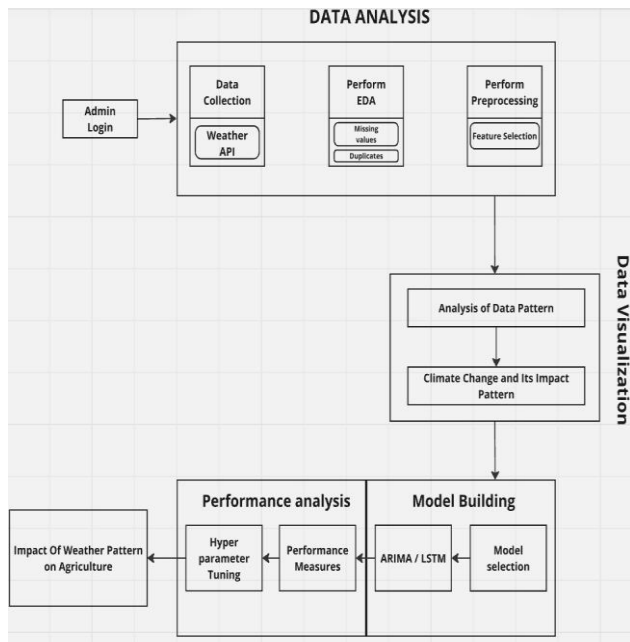 DATA ANALYSIS
Admin
Login
Data
Collection
Weather
API
Perform
EDA
Missing
values
Duplicates
Perform
Preprocessing
Feature Selection
Data Visualization
Analysis of Data Pattern
Climate Change and Its Impact
Pattern
Performance analysis
Model Building
Impact Of Weather Pattern
on Agriculture
Hyper
parameter
Tuning
Performance
Measures
ARIMA / LSTM
Model
selection